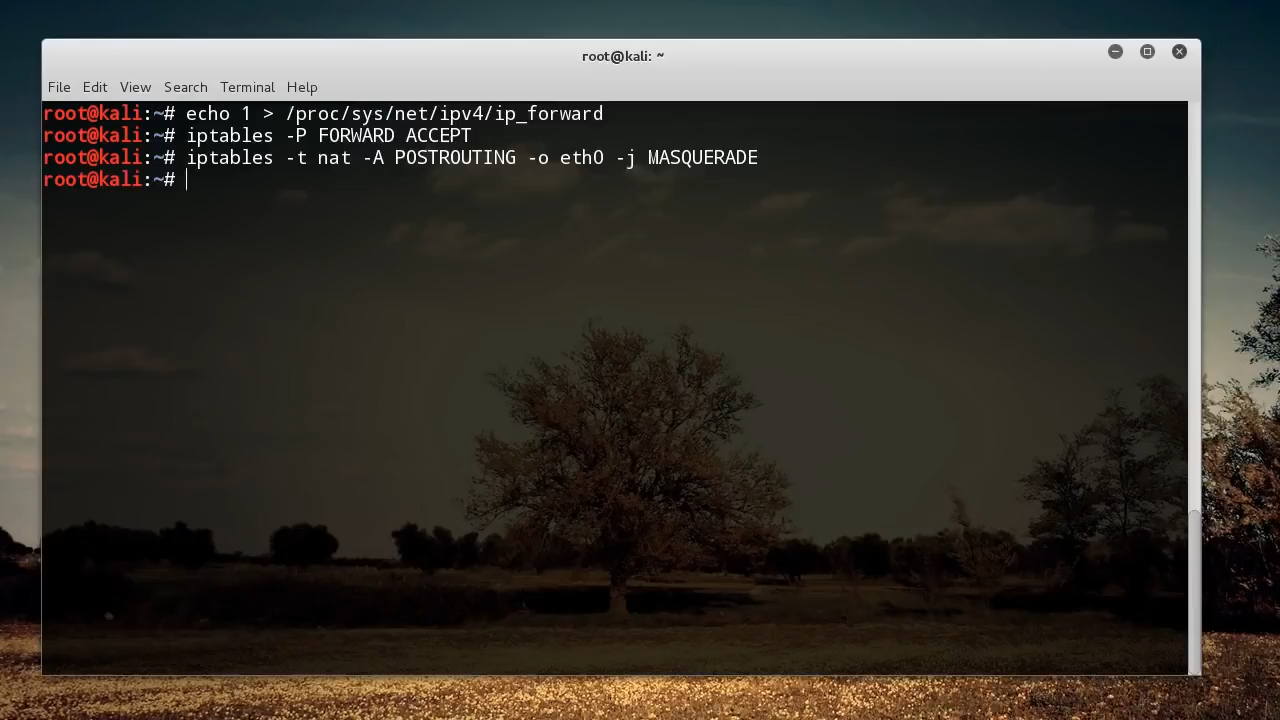 root@kali: ~
File Edit View Search Terminal Help
root@kali:~# echo 1 > /proc/sys/net/ipv4/ip_forward
root@kali:~# iptables -P FORWARD ACCEPT
root@kali:~# iptables -t nat -A POSTROUTING -o eth0 -j MASQUERADE
root@kali:~#